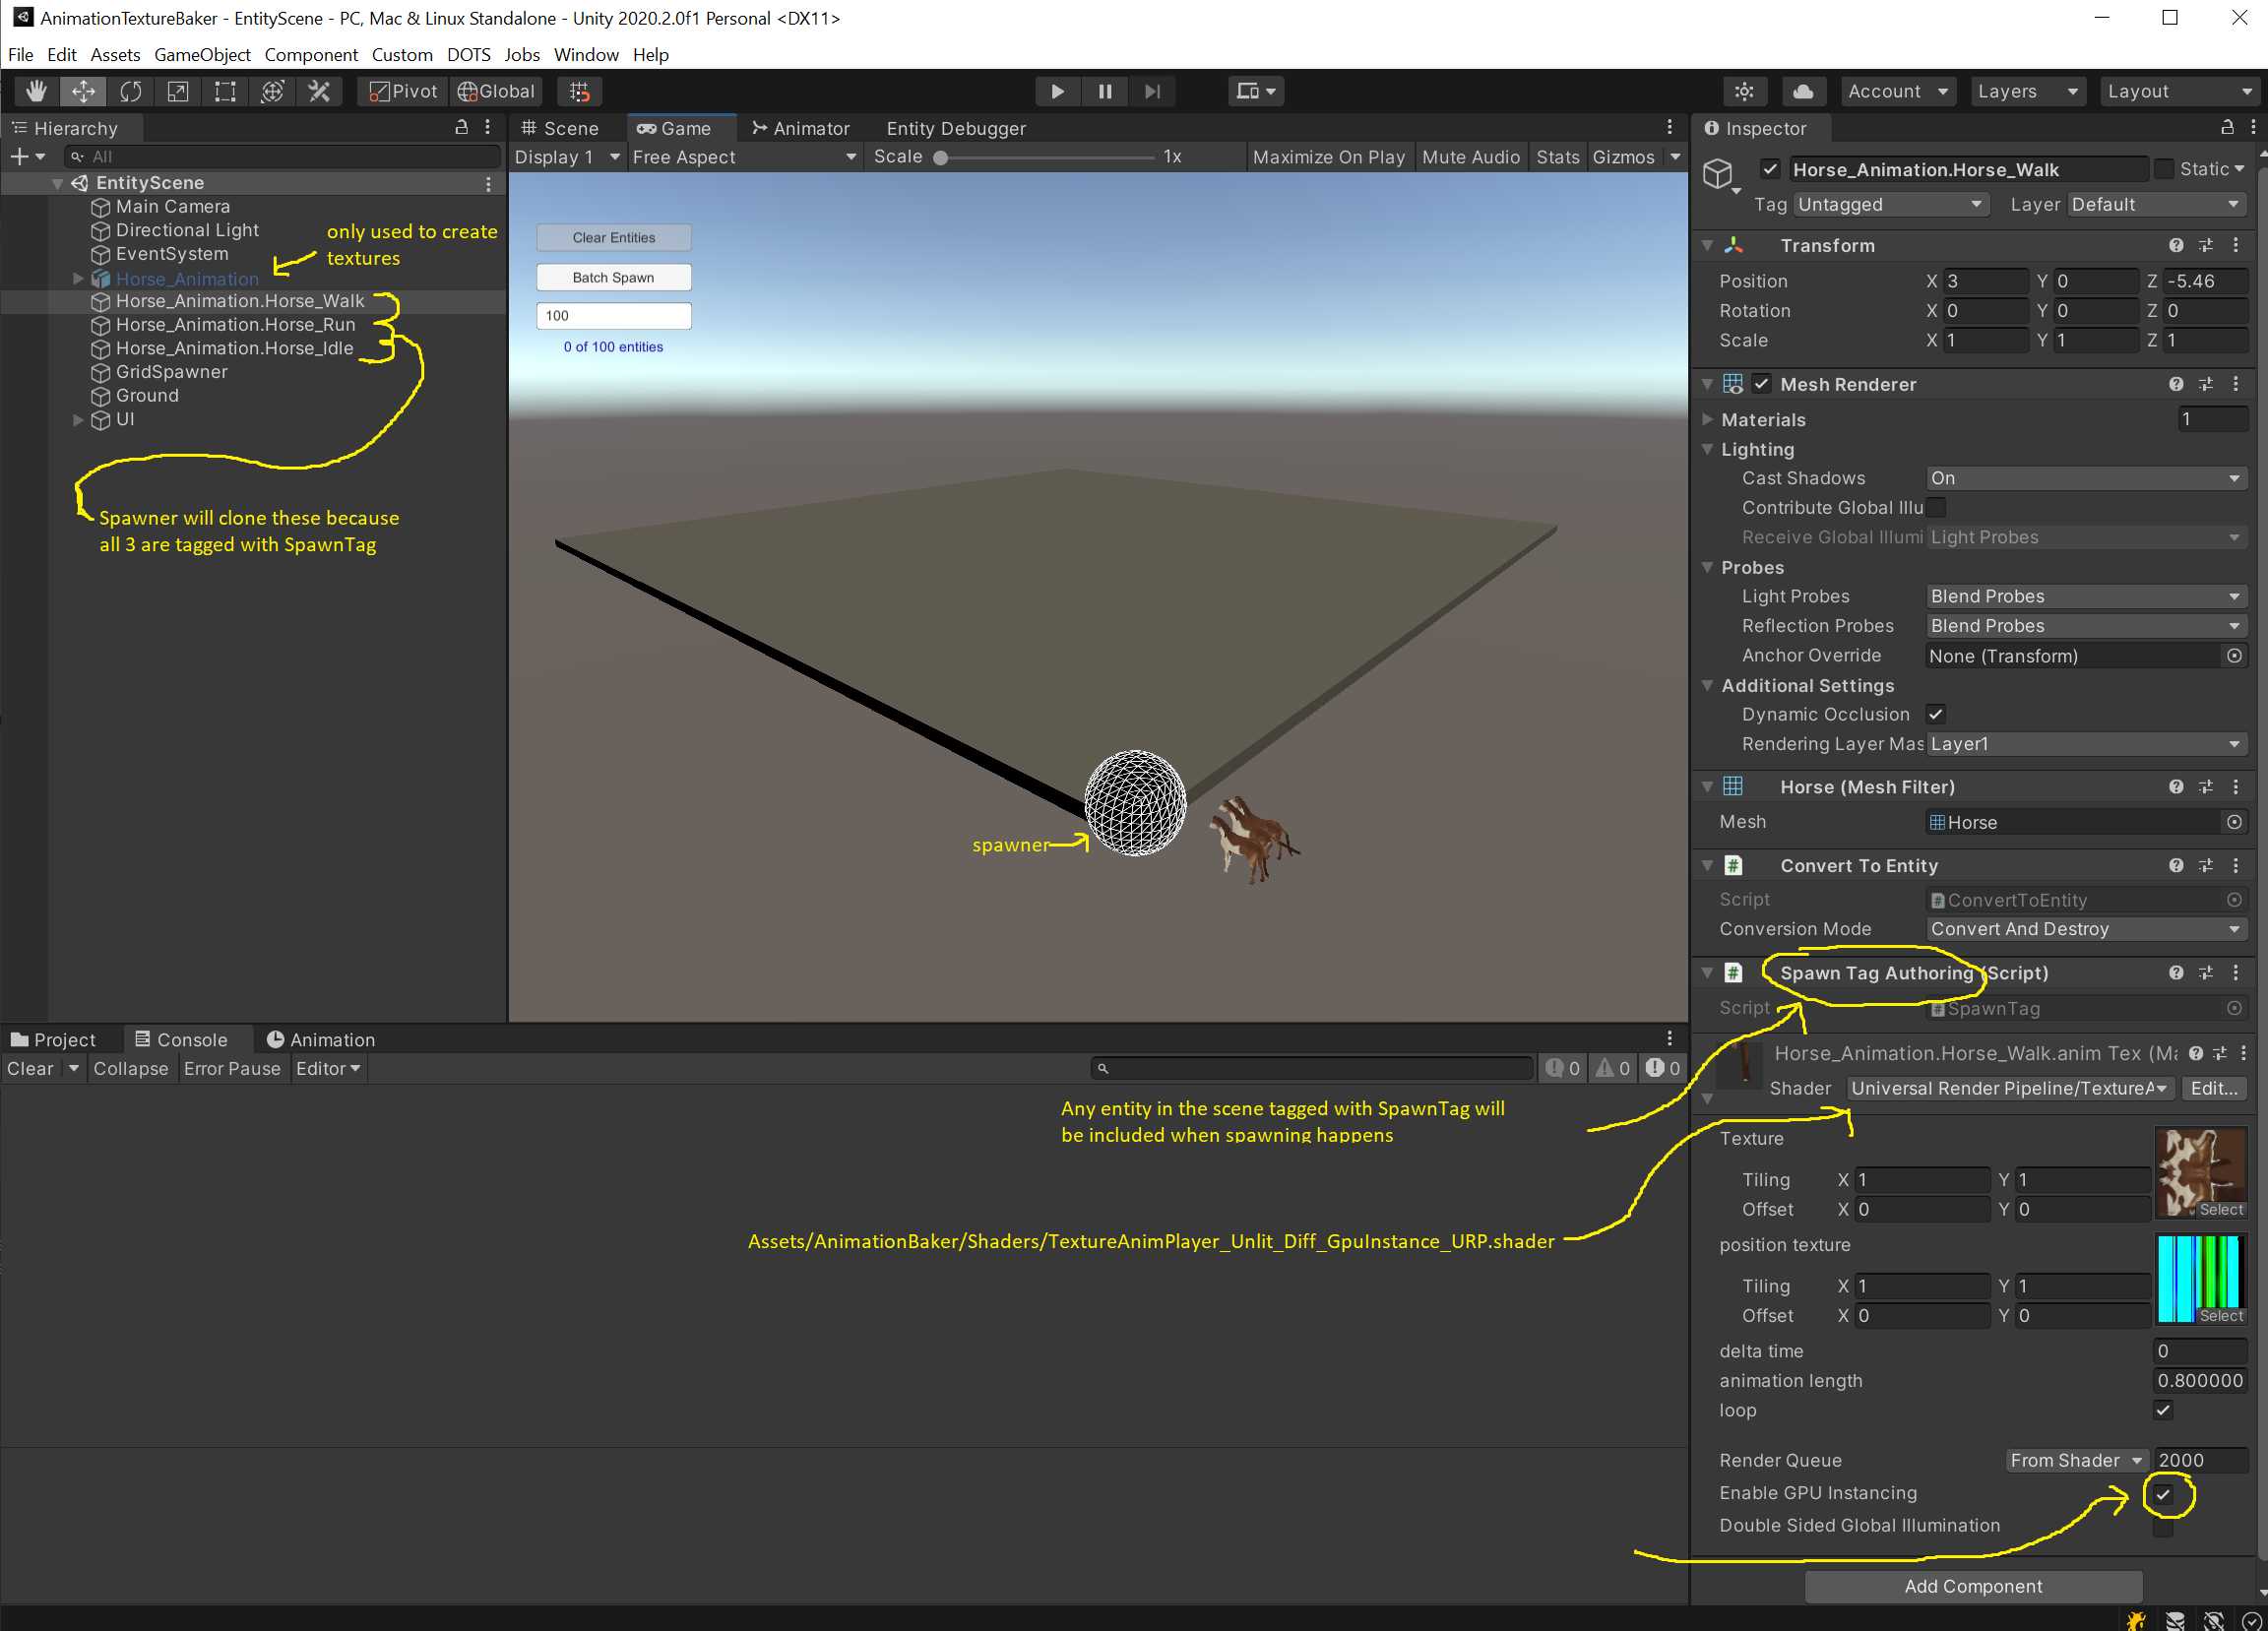 AnimationTextureBaker - EntityScene - PC, Mac & Linux Standalone - Unity 2020.2.0f1 Personal <DX11>
File Edit Assets GameObject Component Custom DOTS Jobs Window Help
Pivot Global Account Layers Layout
Hierarchy
All
EntityScene
Main Camera
Directional Light
EventSystem
Horse_Animation
Horse_Animation.Horse_Walk
Horse_Animation.Horse_Run
Horse_Animation.Horse_Idle
GridSpawner
Ground
UI
only used to create
textures
Spawner will clone these because
all 3 are tagged with SpawnTag
Scene Game Animator Entity Debugger
Display 1 Free Aspect Scale 1x Maximize On Play Mute Audio Stats Gizmos
Clear Entities
Batch Spawn
100
0 of 100 entities
spawner
Project Console Animation
Clear Collapse Error Pause Editor 0 0 0
Any entity in the scene tagged with SpawnTag will
be included when spawning happens
Assets/AnimationBaker/Shaders/TextureAnimPlayer_Unlit_Diff_GpuInstance_URP.shader
Inspector
Horse_Animation.Horse_Walk Static
Tag Untagged Layer Default
Transform
Position X 3 Y 0 Z -5.46
Rotation X 0 Y 0 Z 0
Scale X 1 Y 1 Z 1
Mesh Renderer
Materials 1
Lighting
Cast Shadows On
Contribute Global Illu
Receive Global Illumi Light Probes
Probes
Light Probes Blend Probes
Reflection Probes Blend Probes
Anchor Override None (Transform)
Additional Settings
Dynamic Occlusion
Rendering Layer Mas Layer1
Horse (Mesh Filter)
Mesh Horse
Convert To Entity
Script ConvertToEntity
Conversion Mode Convert And Destroy
Spawn Tag Authoring (Script)
Script SpawnTag
Horse_Animation.Horse_Walk.anim Tex (Ma
Shader Universal Render Pipeline/TextureA Edit...
Texture
Tiling X 1 Y 1
Offset X 0 Y 0
Select
position texture
Tiling X 1 Y 1
Offset X 0 Y 0
Select
delta time 0
animation length 0.800000
loop
Render Queue From Shader 2000
Enable GPU Instancing
Double Sided Global Illumination
Add Component